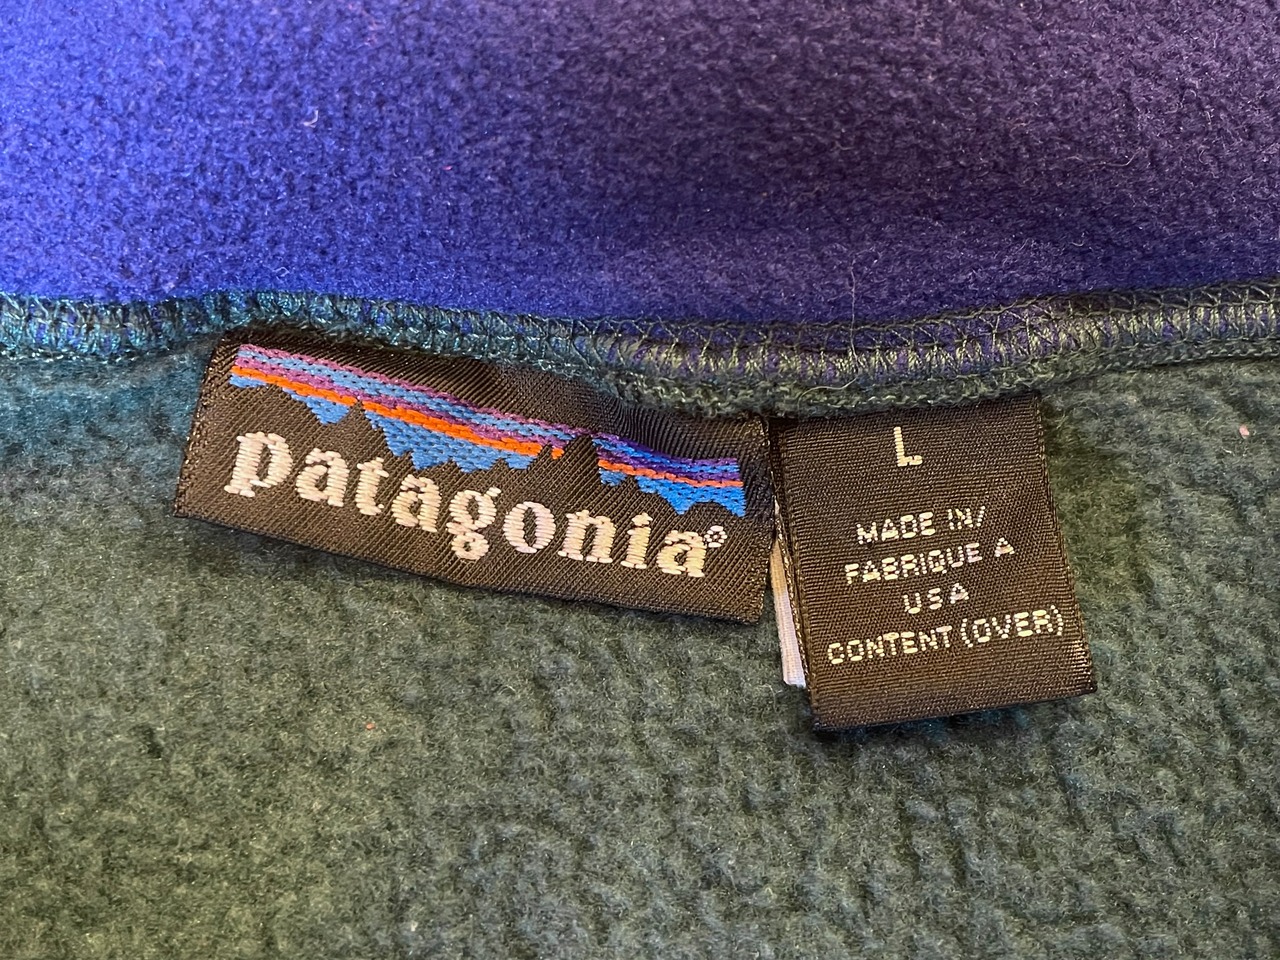 patagonia®
L
MADE IN/
FABRIQUE A
USA
CONTENT (OVER)